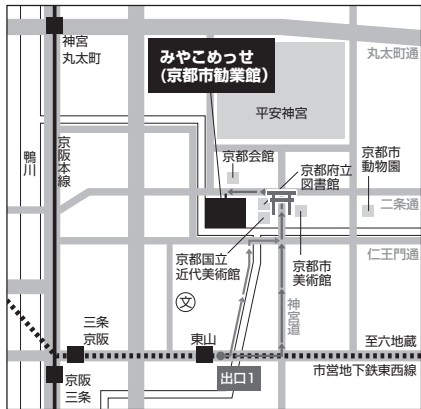 神宮
丸太町
丸太町通
みやこめっせ
(京都市勧業館)
平安神宮
鴨川
京阪本線
京都会館
京都府立
図書館
京都市
動物園
二条通
仁王門通
京都国立
近代美術館
京都市
美術館
文
神宮道
三条
京阪
東山
至六地蔵
出口1
市営地下鉄東西線
京阪
三条